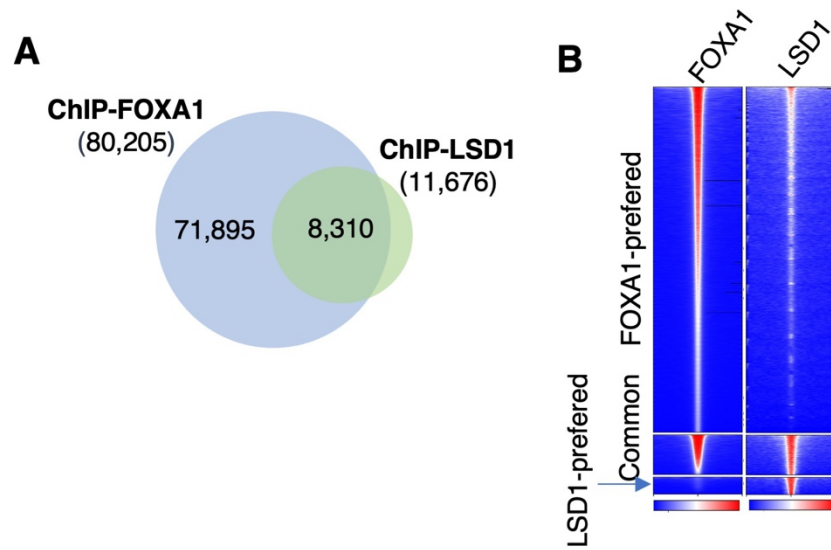 A
ChIP-FOXA1
(80,205)
ChIP-LSD1
(11,676)
71,895
8,310
B
FOXA1
LSD1
FOXA1-prefered
Common
LSD1-prefered